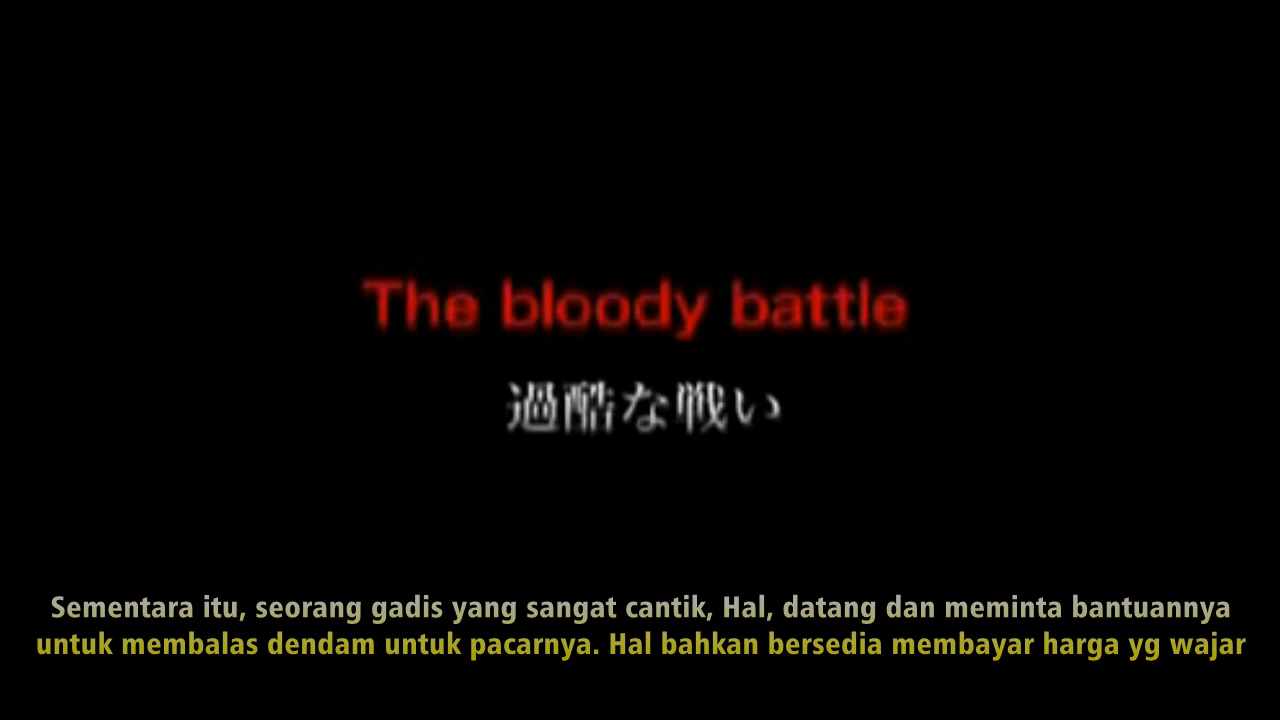 The bloody battle
過酷な戦い
Sementara itu, seorang gadis yang sangat cantik, Hal, datang dan meminta bantuannya
untuk membalas dendam untuk pacarnya. Hal bahkan bersedia membayar harga yg wajar